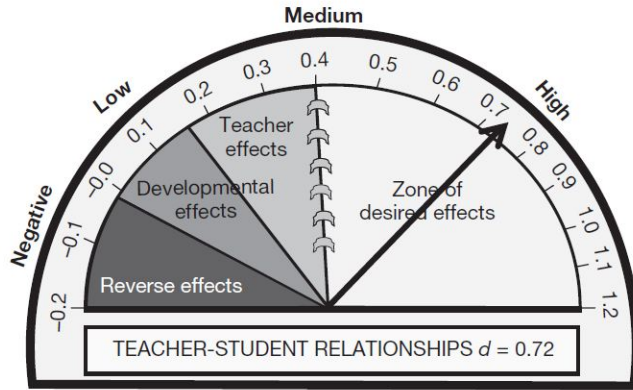 Medium
Low
High
Negative
-0.2
-0.1
-0.0
0.1
0.2
0.3
0.4
0.5
0.6
0.7
0.8
0.9
1.0
1.1
1.2
Teacher
effects
Developmental
effects
Reverse effects
Zone of
desired effects
TEACHER-STUDENT RELATIONSHIPS d = 0.72